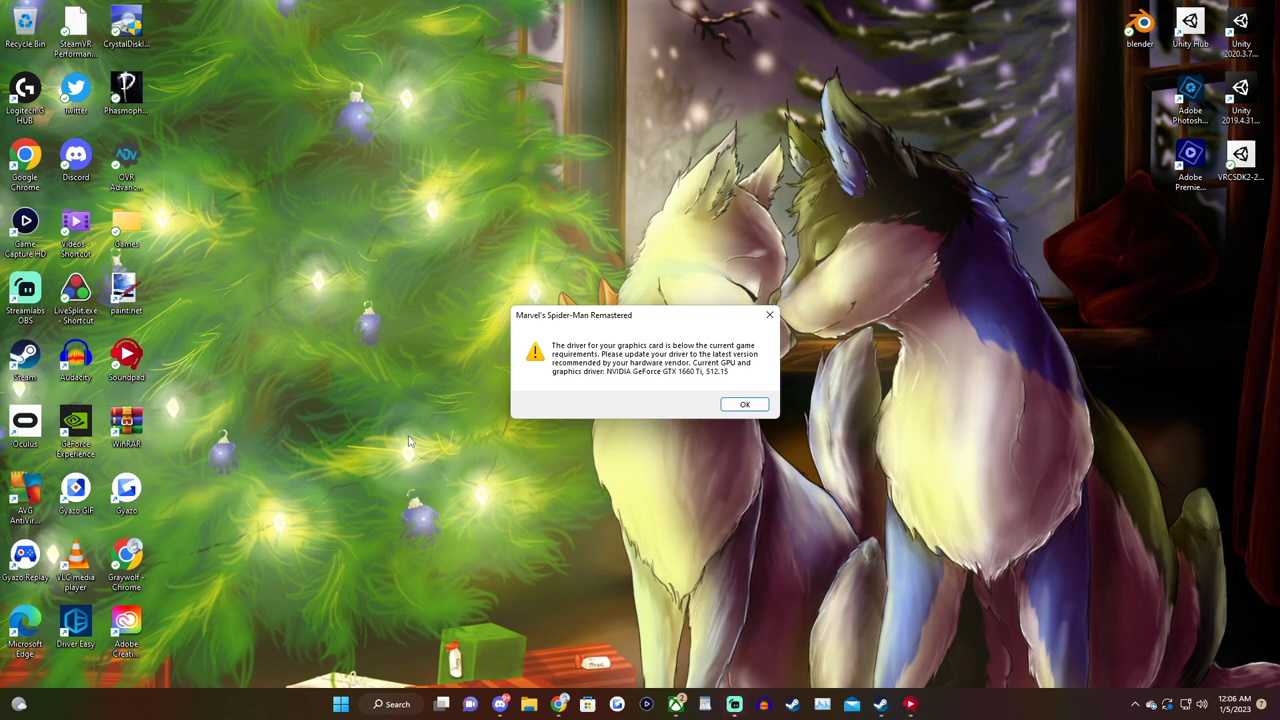 Recycle Bin
SteamVR
Performan...
CrystalDiskI...
Logitech G
HUB
Twitter
Phasmoph...
Google
Chrome
Discord
OVR
Advanc...
Game
Capture HD
Videos -
Shortcut
Games
Streamlabs
OBS
LiveSplit.exe
- Shortcut
paint.net
Steam
Audacity
Soundpad
Oculus
GeForce
Experience
WinRAR
AVG
AntiVir...
Gyazo GIF
Gyazo
Gyazo Replay
VLC media
player
Graywolf -
Chrome
Microsoft
Edge
Driver Easy
Adobe
Creati...
blender
Unity Hub
Unity
2020.3.7...
Adobe
Photosh...
Unity
2019.4.31...
Adobe
Premie...
VRCSDK2-2...
Marvel's Spider-Man Remastered
The driver for your graphics card is below the current game
requirements. Please update your driver to the latest version
recommended by your hardware vendor. Current GPU and
graphics driver: NVIDIA GeForce GTX 1660 Ti, 512.15
OK
Search
12:06 AM
1/5/2023